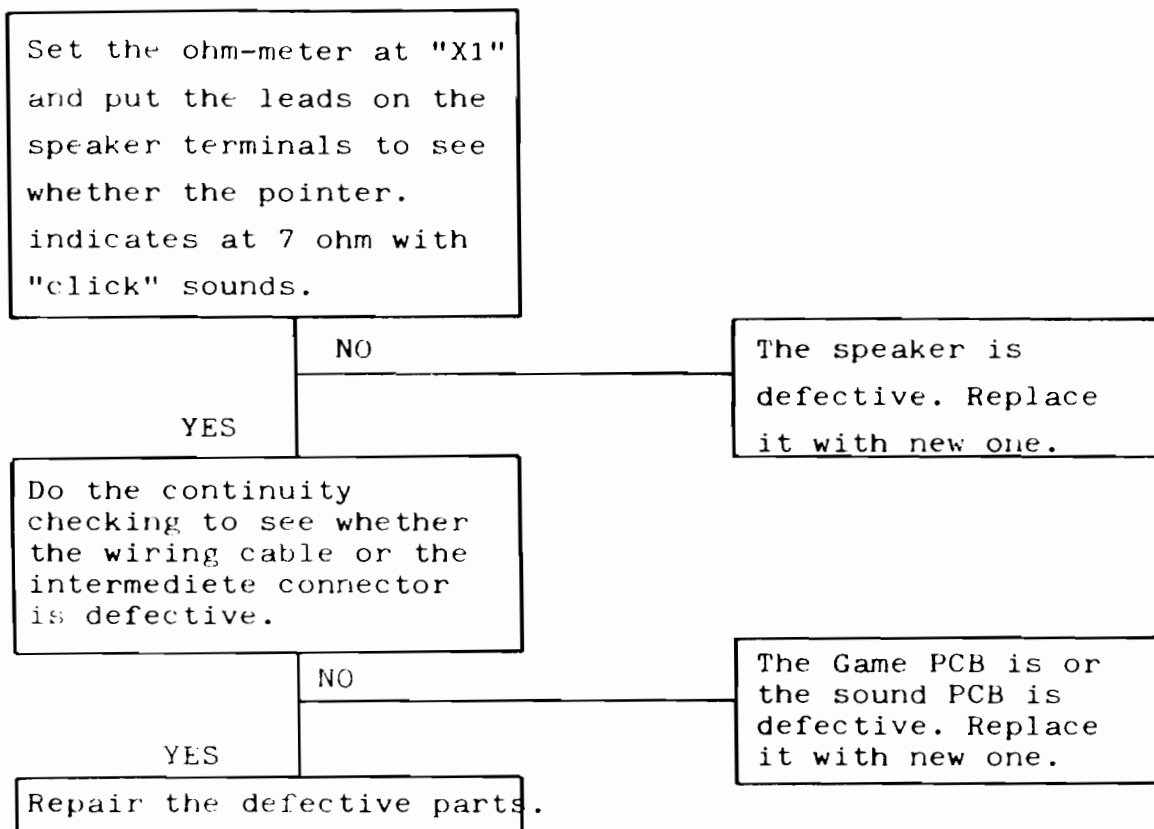 Set the ohm-meter at "X1"
and put the leads on the
speaker terminals to see
whether the pointer.
indicates at 7 ohm with
"click" sounds.
NO
The speaker is
defective. Replace
it with new one.
YES
Do the continuity
checking to see whether
the wiring cable or the
intermediete connector
is defective.
NO
The Game PCB is or
the sound PCB is
defective. Replace
it with new one.
YES
Repair the defective parts.